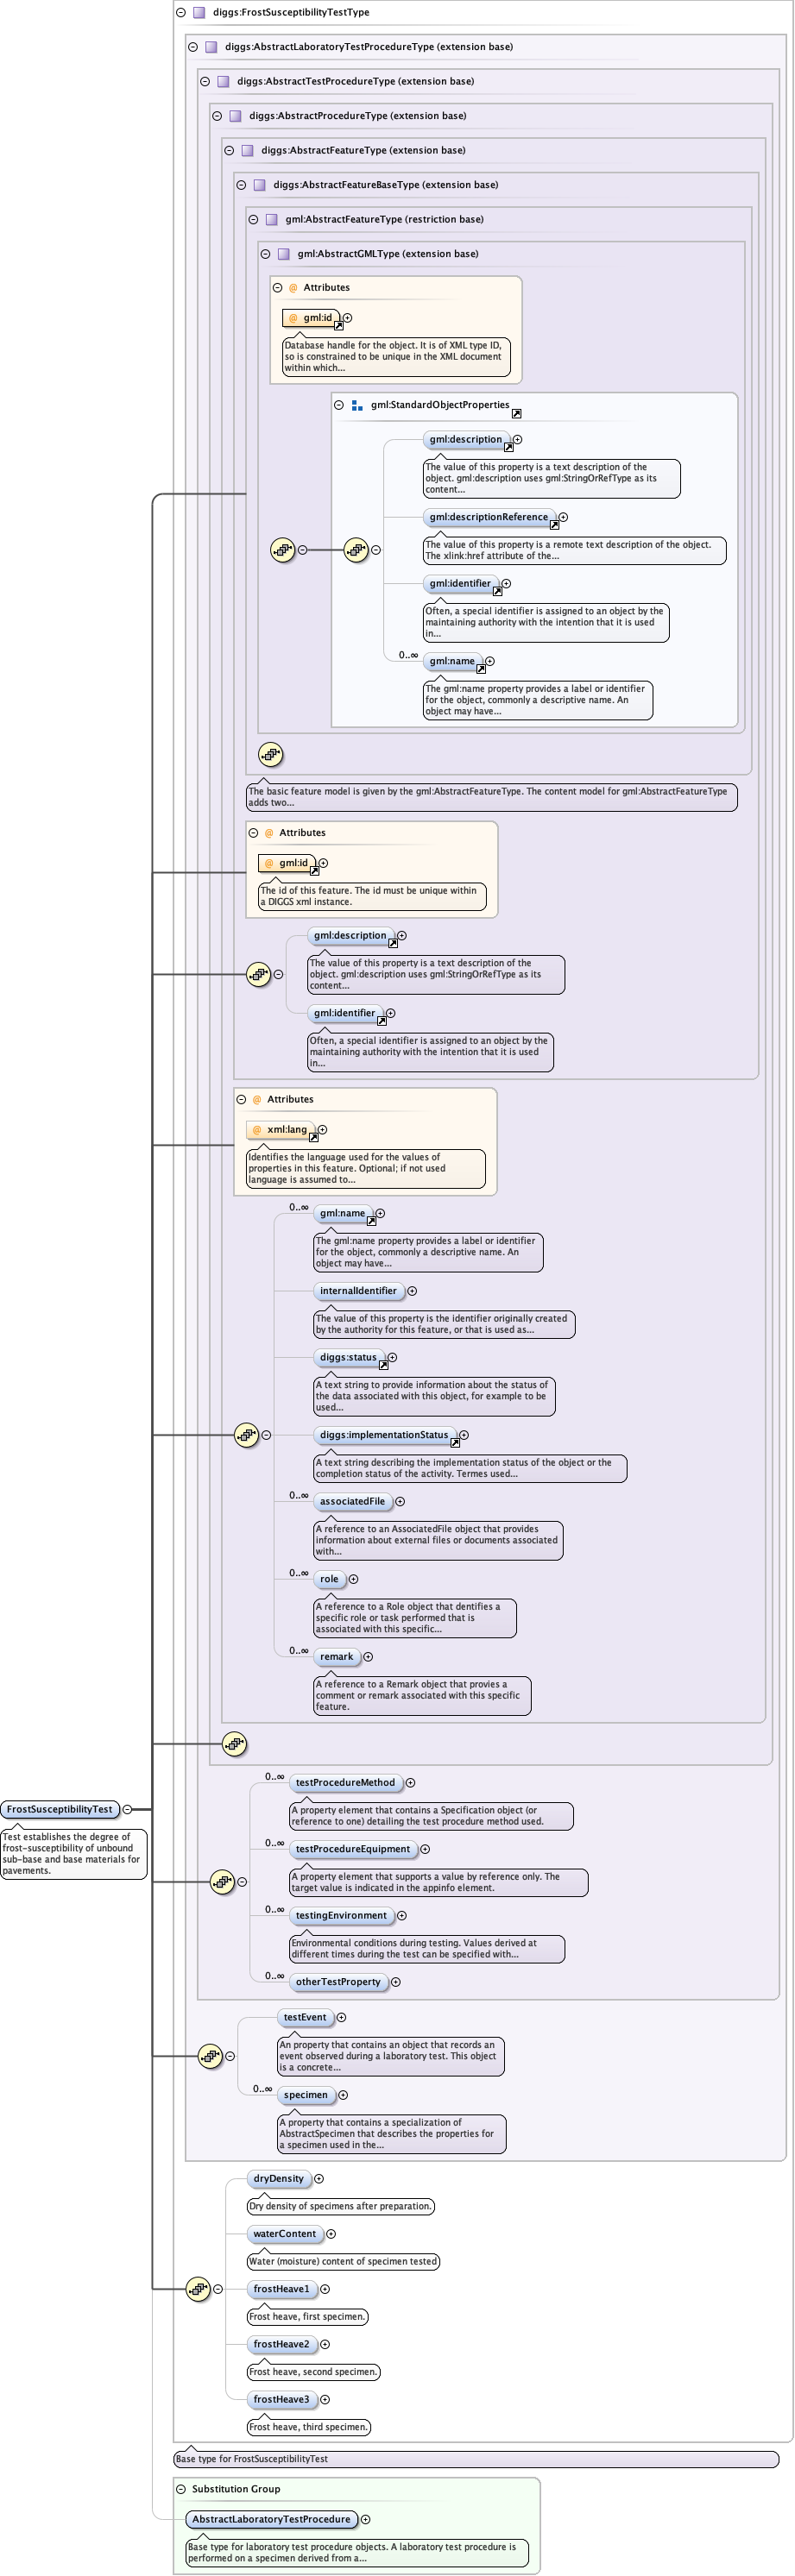 diggs:FrostSusceptibilityTestType
diggs:AbstractLaboratoryTestProcedureType (extension base)
diggs:AbstractTestProcedureType (extension base)
diggs:AbstractProcedureType (extension base)
diggs:AbstractFeatureType (extension base)
diggs:AbstractFeatureBaseType (extension base)
gml:AbstractFeatureType (restriction base)
gml:AbstractGMLType (extension base)
@ Attributes
@ gml:id
Database handle for the object. It is of XML type ID,
so is constrained to be unique in the XML document
within which...
gml:StandardObjectProperties
gml:description
The value of this property is a text description of the
object. gml:description uses gml:StringOrRefType as its
content...
gml:descriptionReference
The value of this property is a remote text description of the object.
The xlink:href attribute of the...
gml:identifier
Often, a special identifier is assigned to an object by the
maintaining authority with the intention that it is used
in...
0..∞
gml:name
The gml:name property provides a label or identifier
for the object, commonly a descriptive name. An
object may have...
The basic feature model is given by the gml:AbstractFeatureType. The content model for gml:AbstractFeatureType
adds two...
@ Attributes
@ gml:id
The id of this feature. The id must be unique within
a DIGGS xml instance.
gml:description
The value of this property is a text description of the
object. gml:description uses gml:StringOrRefType as its
content...
gml:identifier
Often, a special identifier is assigned to an object by the
maintaining authority with the intention that it is used
in...
@ Attributes
@ xml:lang
Identifies the language used for the values of
properties in this feature. Optional; if not used
language is assumed to...
0..∞
gml:name
The gml:name property provides a label or identifier
for the object, commonly a descriptive name. An
object may have...
internalIdentifier
The value of this property is the identifier originally created
by the authority for this feature, or that is used as...
diggs:status
A text string to provide information about the status of
the data associated with this object, for example to be
used...
diggs:implementationStatus
A text string describing the implementation status of the object or the
completion status of the activity. Termes used...
0..∞
associatedFile
A reference to an AssociatedFile object that provides
information about external files or documents associated
with...
0..∞
role
A reference to a Role object that dentifies a
specific role or task performed that is
associated with this specific...
0..∞
remark
A reference to a Remark object that provies a
comment or remark associated with this specific
feature.
0..∞
testProcedureMethod
A property element that contains a Specification object (or
reference to one) detailing the test procedure method used.
FrostSusceptibilityTest
Test establishes the degree of
frost-susceptibility of unbound
sub-base and base materials for
pavements.
0..∞
testProcedureEquipment
A property element that supports a value by reference only. The
target value is indicated in the appinfo element.
0..∞
testingEnvironment
Environmental conditions during testing. Values derived at
different times during the test can be specified with...
0..∞
otherTestProperty
testEvent
An property that contains an object that records an
event observed during a laboratory test. This object
is a concrete...
0..∞
specimen
A property that contains a specialization of
AbstractSpecimen that describes the properties for
a specimen used in the...
dryDensity
Dry density of specimens after preparation.
waterContent
Water (moisture) content of specimen tested
frostHeave1
Frost heave, first specimen.
frostHeave2
Frost heave, second specimen.
frostHeave3
Frost heave, third specimen.
Base type for FrostSusceptibilityTest
Substitution Group
AbstractLaboratoryTestProcedure
Base type for laboratory test procedure objects. A laboratory test procedure is
performed on a specimen derived from a...